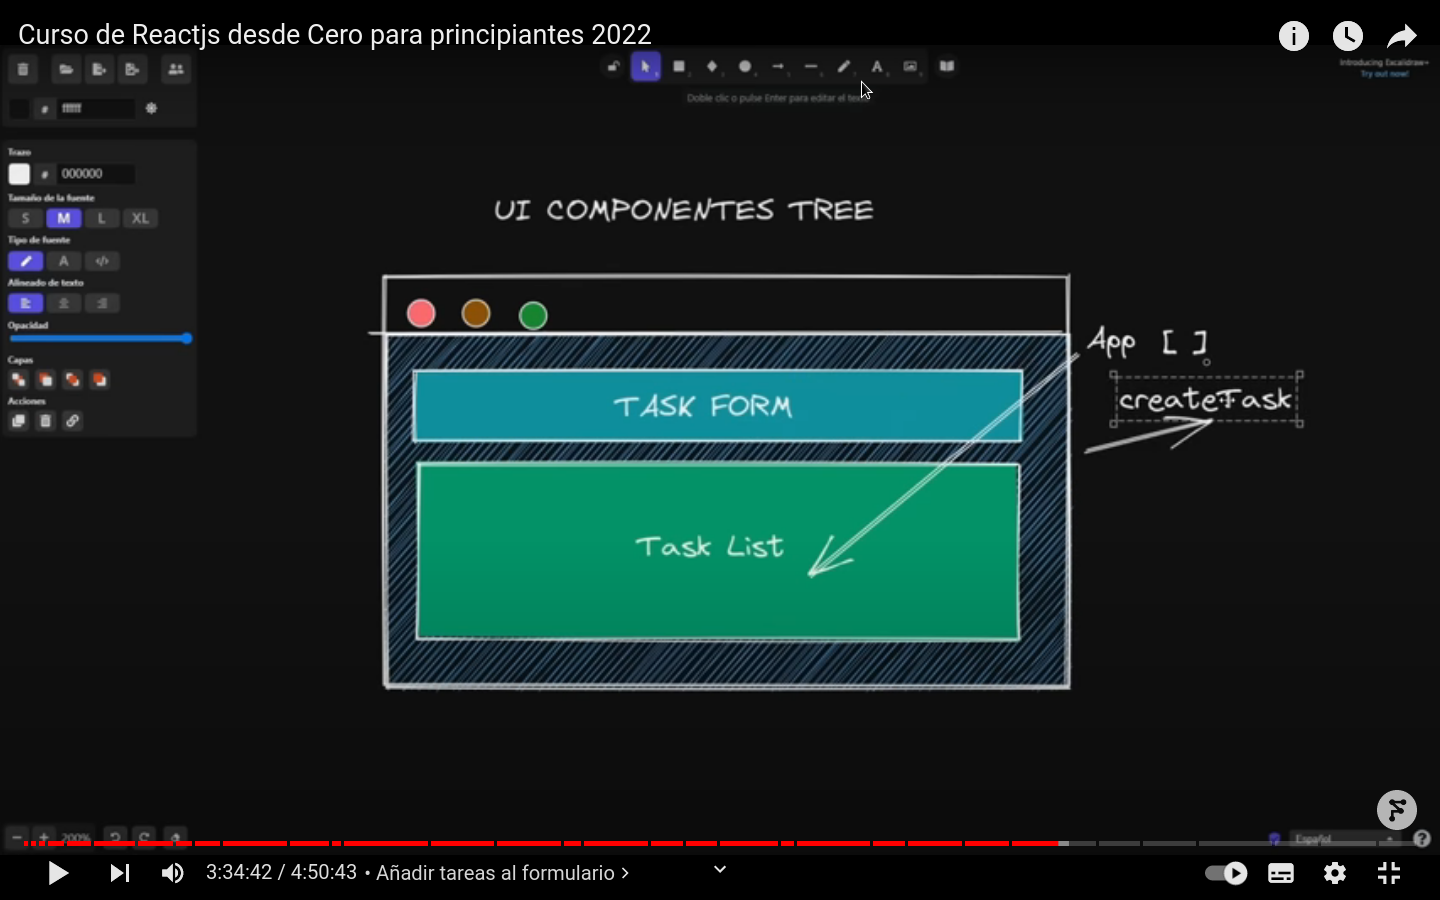 Curso de Reactjs desde Cero para principiantes 2022
Introducing Excalidraw+
Try out now!
Doble clic o pulse Enter para editar el
# ffffff
Trazo
# 000000
Tamaño de la fuente
S M L XL
Tipo de fuente
A </>
Alineado de texto
Opacidad
Capas
Acciones
UI COMPONENTES TREE
App [ ]
createTask
TASK FORM
Task List
200%
Español
3:34:42 / 4:50:43 • Añadir tareas al formulario